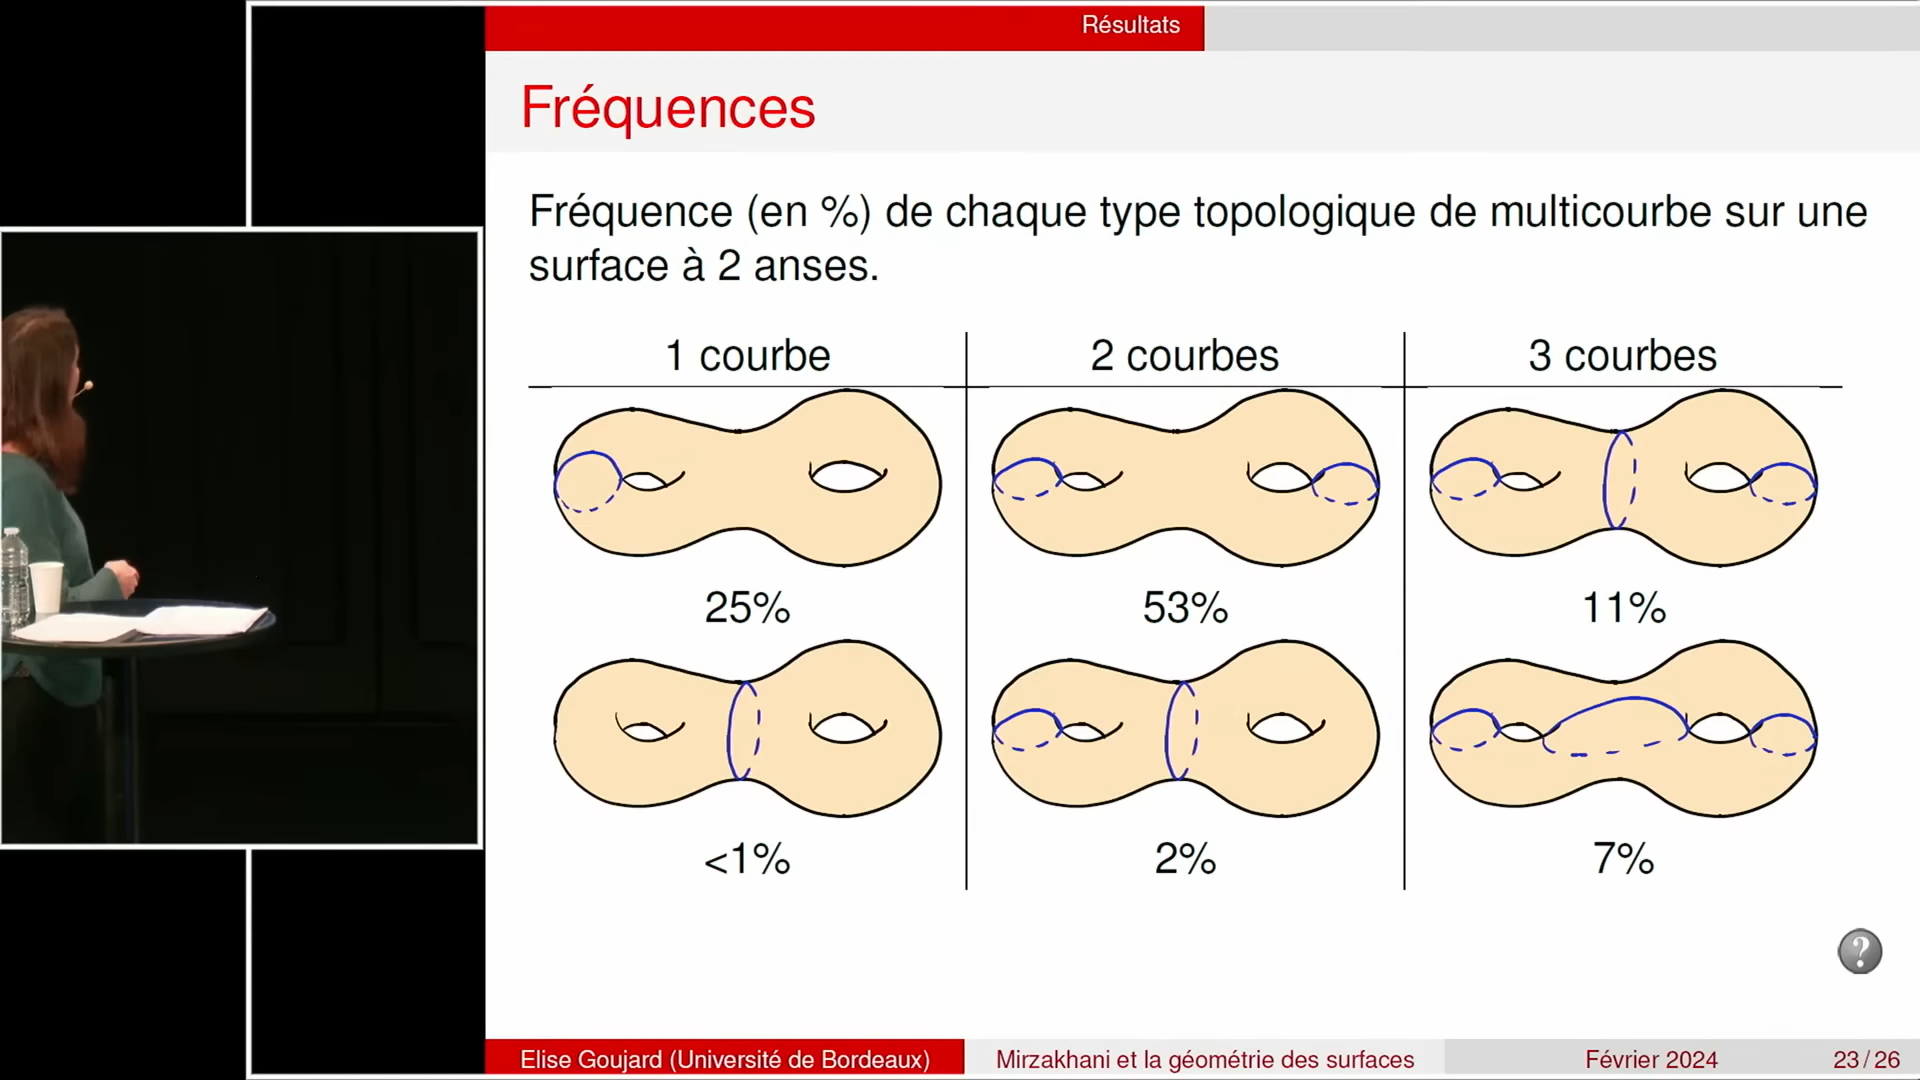 Résultats
Fréquences
Fréquence (en %) de chaque type topologique de multicourbe sur une
surface à 2 anses.
1 courbe 2 courbes 3 courbes
25% 53% 11%
<1% 2% 7%
?
Elise Goujard (Université de Bordeaux) Mirzakhani et la géométrie des surfaces Février 2024 23 / 26